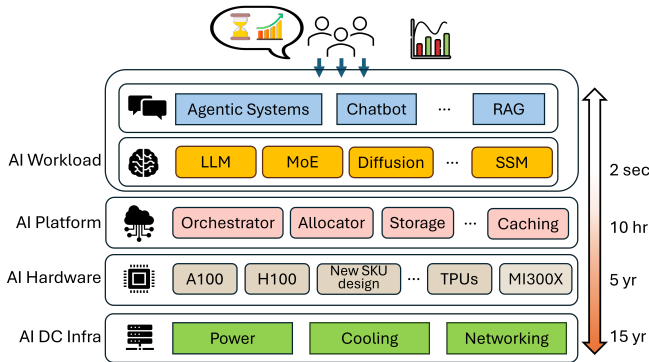 Agentic Systems Chatbot ... RAG
AI Workload LLM MoE Diffusion ... SSM 2 sec
AI Platform Orchestrator Allocator Storage ... Caching 10 hr
AI Hardware A100 H100 New SKU design ... TPUs MI300X 5 yr
AI DC Infra Power Cooling Networking 15 yr